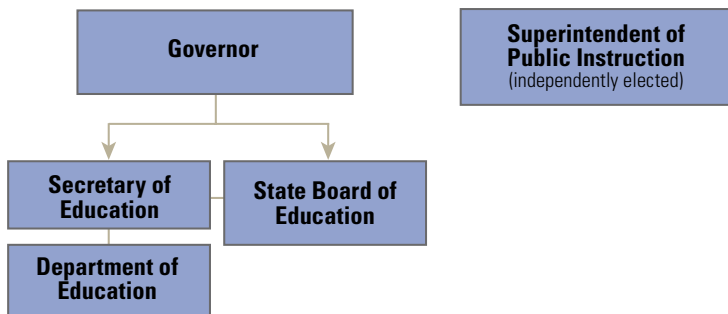 Governor
Superintendent of
Public Instruction
(independently elected)
Secretary of
Education
State Board of
Education
Department of
Education